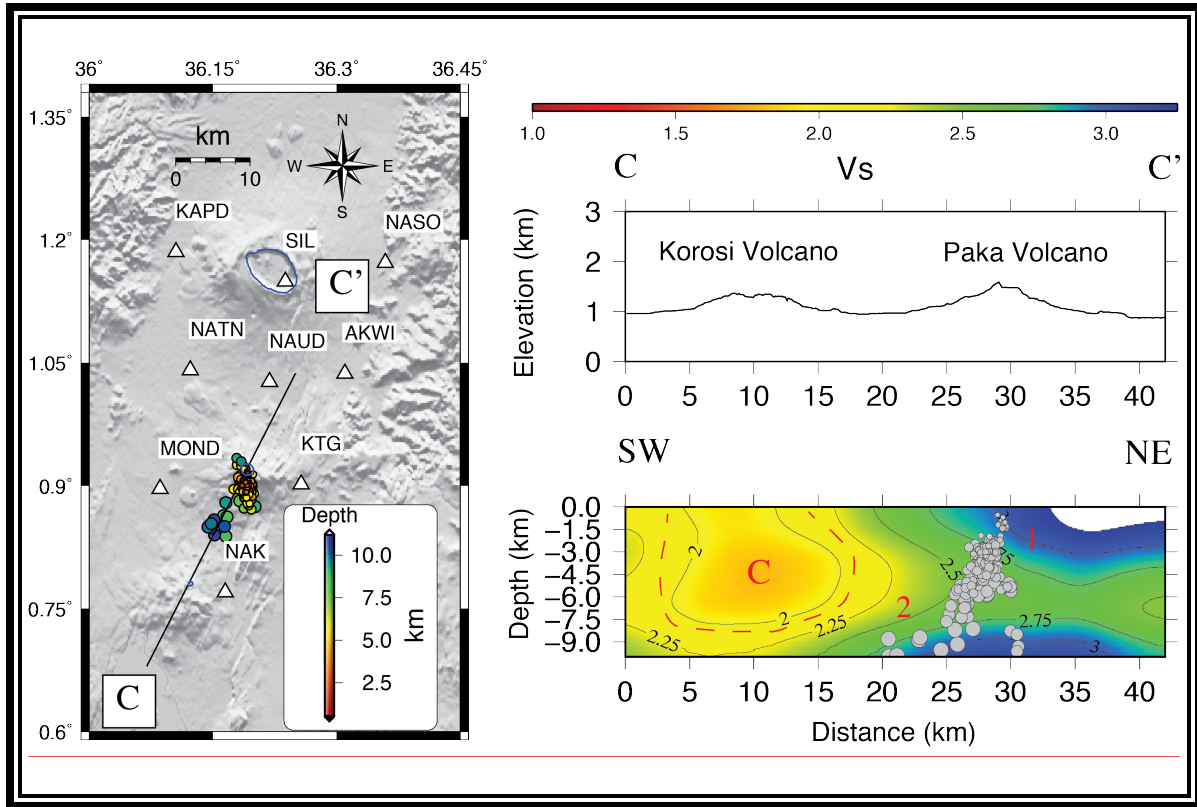 36° 36.15° 36.3° 36.45°
1.35°
1.2°
1.05°
0.9°
0.75°
0.6°
km
0 10
N
W E
S
KAPD
NASO
SIL
C’
NATN
NAUD
AKWI
MOND
KTG
NAK
C
Depth
10.0
7.5
5.0
2.5
km
1.0 1.5 2.0 2.5 3.0
C Vs C’
Elevation (km)
3
2
1
0
Korosi Volcano Paka Volcano
0 5 10 15 20 25 30 35 40
SW NE
Depth (km)
0.0
−1.5
−3.0
−4.5
−6.0
−7.5
−9.0
1
2
C
2.5
2
2
2.25
2.25
2.75
3
0 5 10 15 20 25 30 35 40
Distance (km)